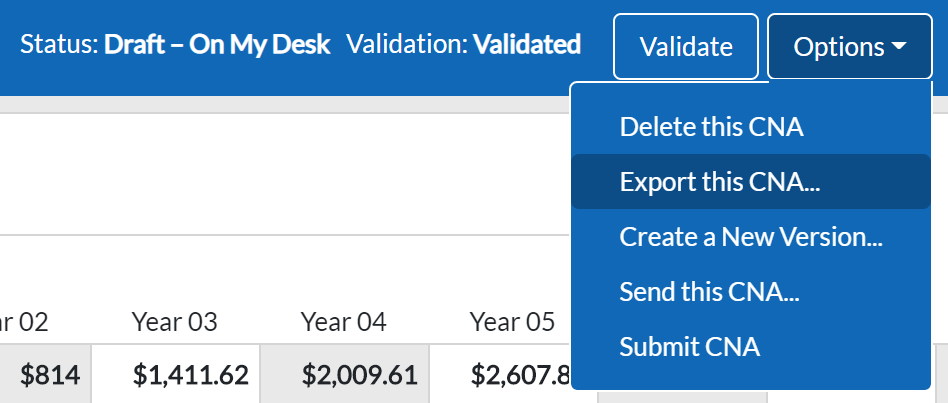 Status: Draft – On My Desk Validation: Validated Validate Options
Delete this CNA
Export this CNA...
Create a New Version...
Send this CNA...
Submit CNA
02 Year 03 Year 04 Year 05
$814 $1,411.62 $2,009.61 $2,607.8